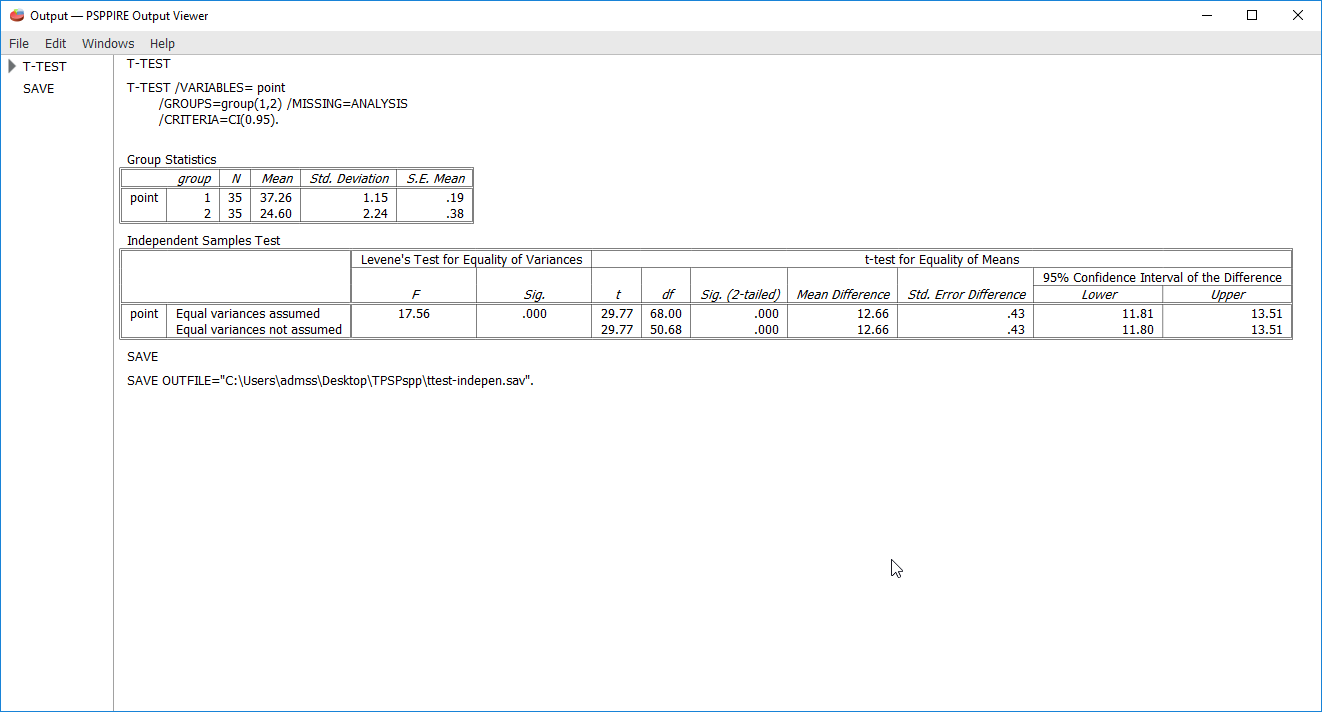 Output — PSPPIRE Output Viewer
File Edit Windows Help
T-TEST
SAVE
T-TEST
T-TEST /VARIABLES= point
/GROUPS=group(1,2) /MISSING=ANALYSIS
/CRITERIA=CI(0.95).
Group Statistics
group N Mean Std. Deviation S.E. Mean
point 1 35 37.26 1.15 .19
2 35 24.60 2.24 .38
Independent Samples Test
Levene's Test for Equality of Variances t-test for Equality of Means
95% Confidence Interval of the Difference
F Sig. t df Sig. (2-tailed) Mean Difference Std. Error Difference Lower Upper
point Equal variances assumed 17.56 .000 29.77 68.00 .000 12.66 .43 11.81 13.51
Equal variances not assumed 29.77 50.68 .000 12.66 .43 11.80 13.51
SAVE
SAVE OUTFILE="C:\Users\admss\Desktop\TPSPspp\ttest-indepen.sav".